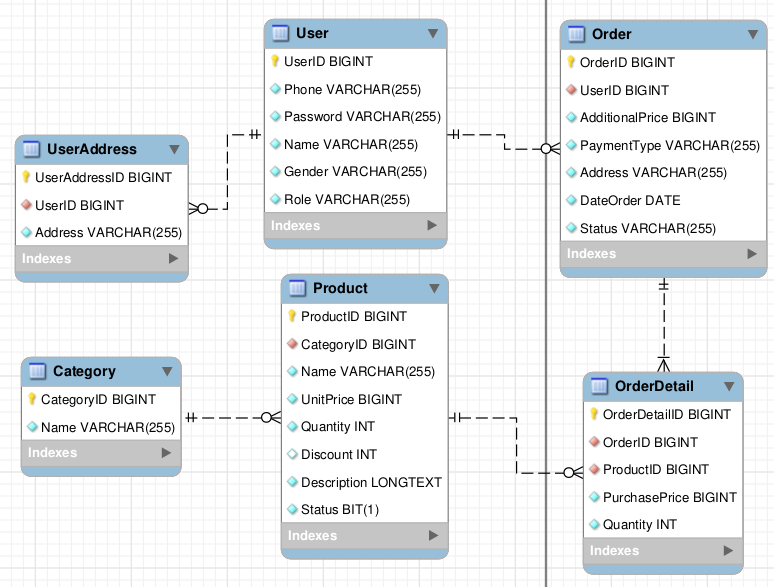 User
UserID BIGINT
Phone VARCHAR(255)
Password VARCHAR(255)
Name VARCHAR(255)
Gender VARCHAR(255)
Role VARCHAR(255)
Indexes
Order
OrderID BIGINT
UserID BIGINT
AdditionalPrice BIGINT
PaymentType VARCHAR(255)
Address VARCHAR(255)
DateOrder DATE
Status VARCHAR(255)
Indexes
UserAddress
UserAddressID BIGINT
UserID BIGINT
Address VARCHAR(255)
Indexes
Product
ProductID BIGINT
CategoryID BIGINT
Name VARCHAR(255)
UnitPrice BIGINT
Quantity INT
Discount INT
Description LONGTEXT
Status BIT(1)
Indexes
Category
CategoryID BIGINT
Name VARCHAR(255)
Indexes
OrderDetail
OrderDetailID BIGINT
OrderID BIGINT
ProductID BIGINT
PurchasePrice BIGINT
Quantity INT
Indexes